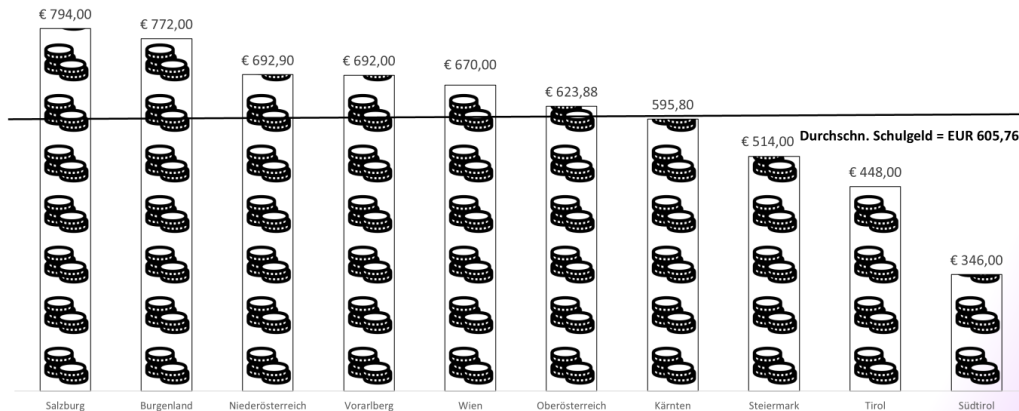 € 794,00
€ 772,00
€ 692,90
€ 692,00
€ 670,00
€ 623,88
595,80
€ 514,00
€ 448,00
€ 346,00
Durchschn. Schulgeld = EUR 605,76
Salzburg
Burgenland
Niederösterreich
Vorarlberg
Wien
Oberösterreich
Kärnten
Steiermark
Tirol
Südtirol